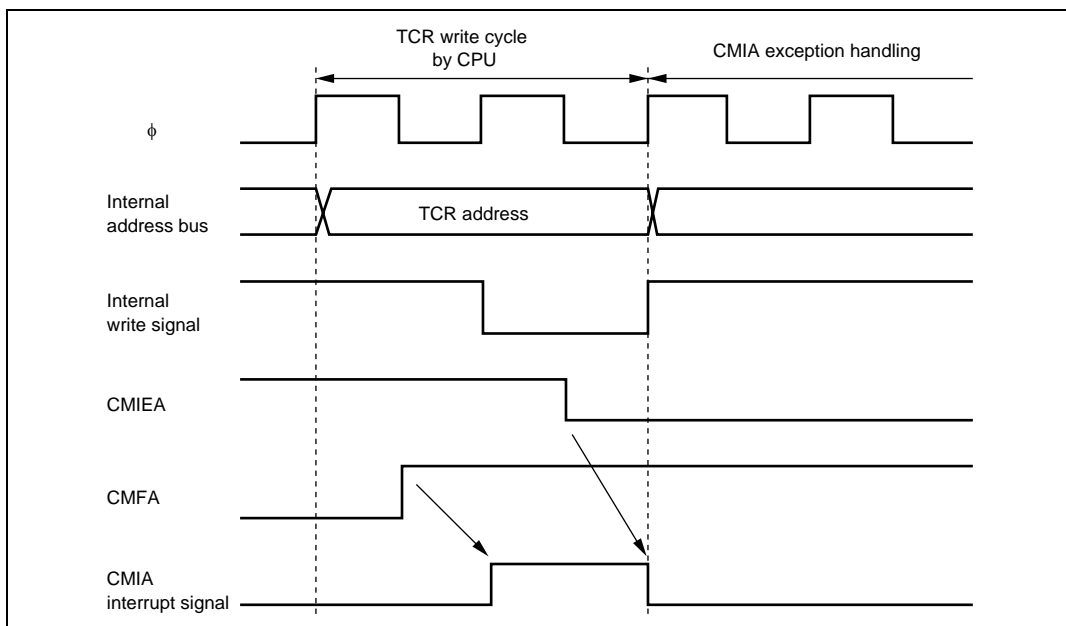 TCR write cycle
by CPU
CMIA exception handling
ϕ
Internal
address bus
TCR address
Internal
write signal
CMIEA
CMFA
CMIA
interrupt signal